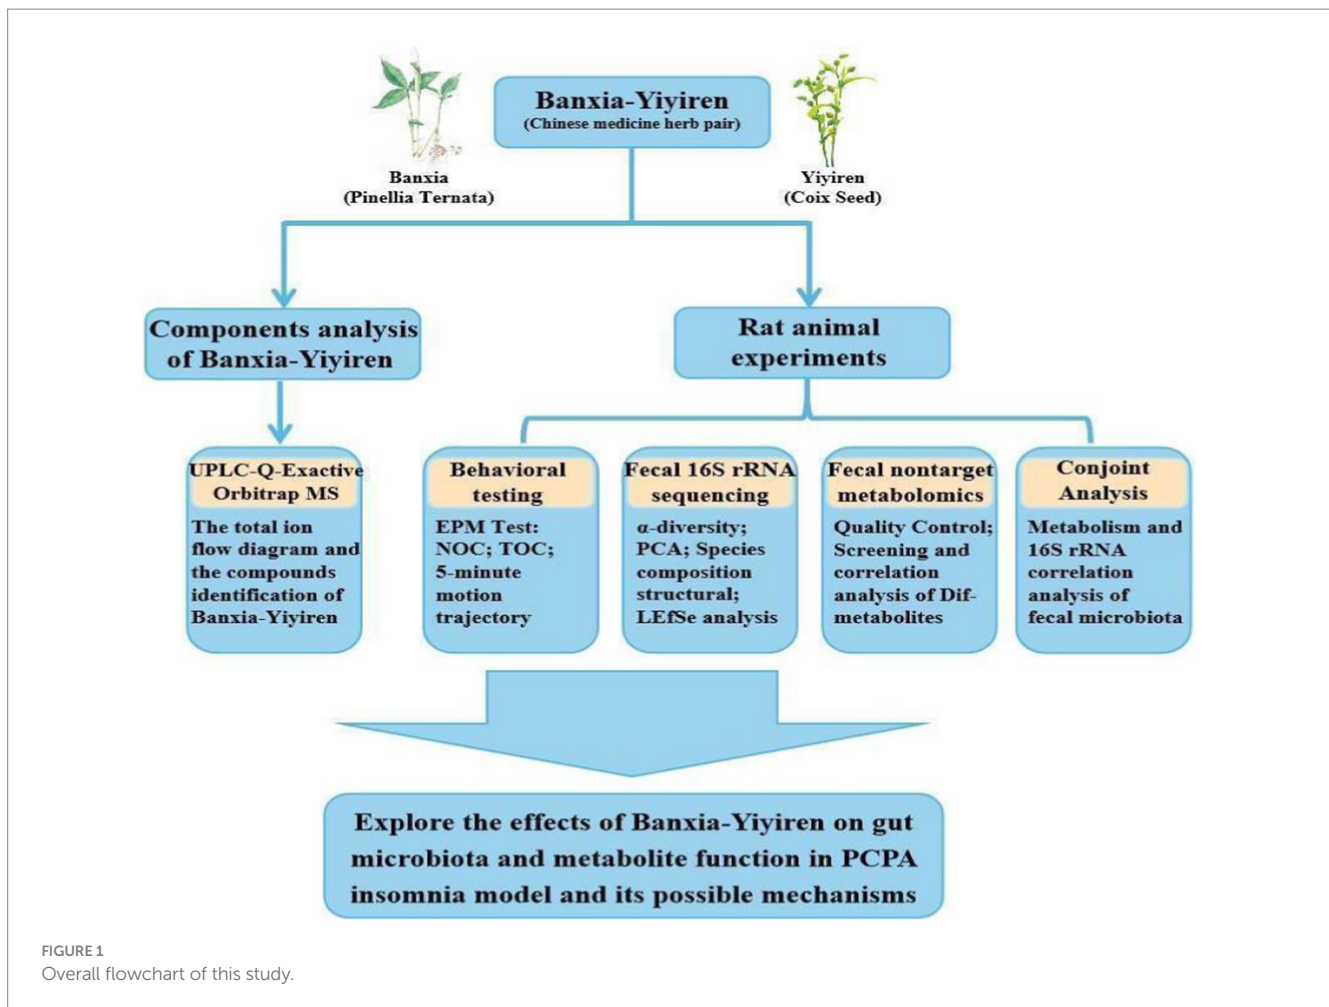 Banxia-Yiyiren
(Chinese medicine herb pair)
Banxia
(Pinellia Ternata)
Yiyiren
(Coix Seed)
Components analysis
of Banxia-Yiyiren
Rat animal
experiments
UPLC-Q-Exactive
Orbitrap MS
The total ion
flow diagram and
the compounds
identification of
Banxia-Yiyiren
Behavioral
testing
EPM Test:
NOC; TOC;
5-minute
motion
trajectory
Fecal 16S rRNA
sequencing
α-diversity;
PCA; Species
composition
structural;
LEfSe analysis
Fecal nontarget
metabolomics
Quality Control;
Screening and
correlation
analysis of Dif-
metabolites
Conjoint
Analysis
Metabolism and
16S rRNA
correlation
analysis of
fecal microbiota
Explore the effects of Banxia-Yiyiren on gut
microbiota and metabolite function in PCPA
insomnia model and its possible mechanisms
FIGURE 1
Overall flowchart of this study.